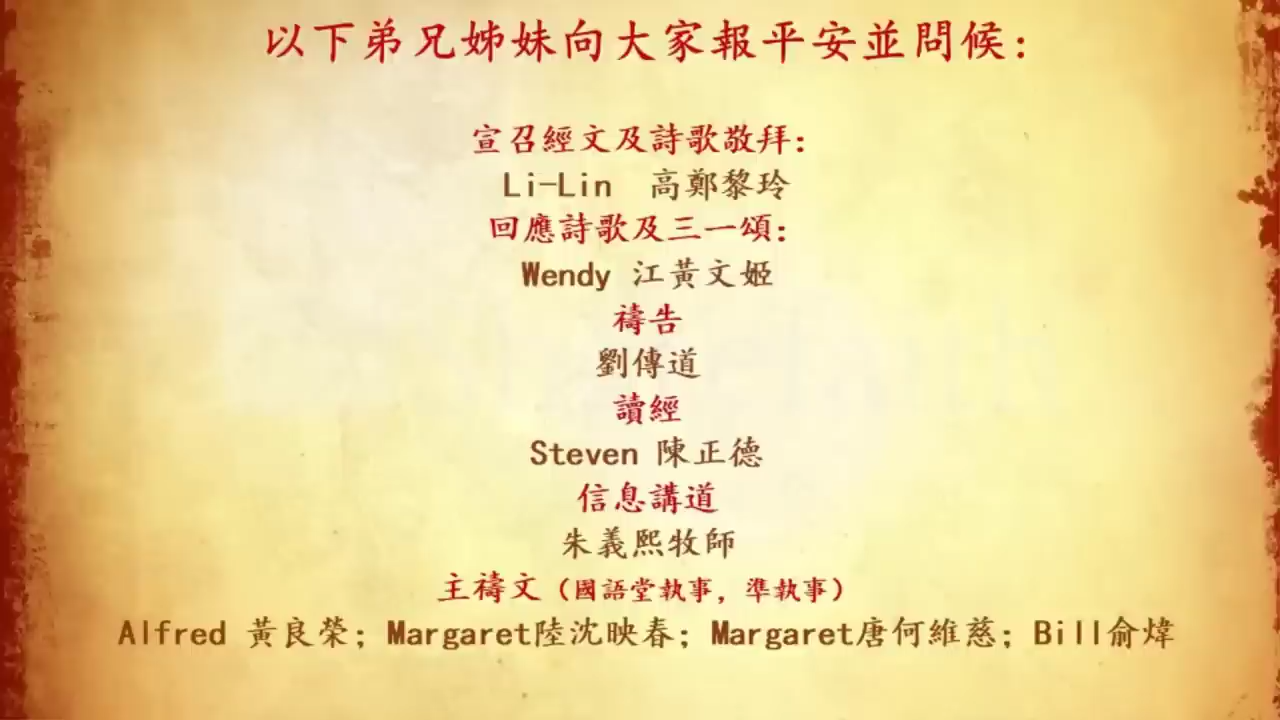 以下弟兄姊妹向大家報平安並問候:
宣召經文及詩歌敬拜:
Li-Lin 高鄭黎玲
回應詩歌及三一頌:
Wendy 江黃文姬
禱告
劉傳道
讀經
Steven 陳正德
信息講道
朱義熙牧師
主禱文 (國語堂執事, 準執事)
Alfred 黃良榮; Margaret陸沈映春; Margaret唐何維慈; Bill俞煒